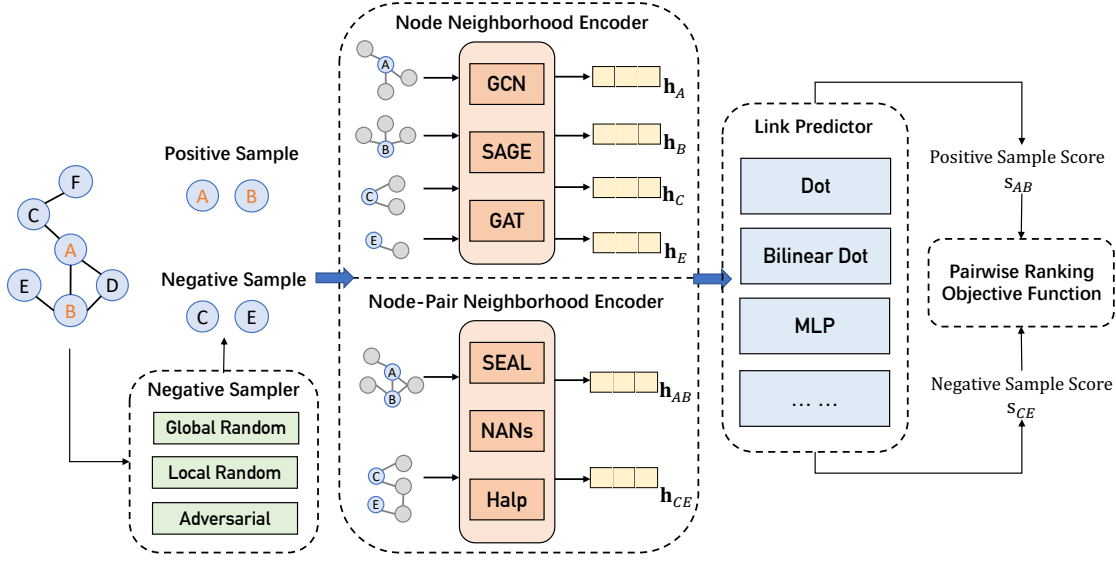 F
C
A
E
D
B
Positive Sample
A B
Negative Sample
C E
Negative Sampler
Global Random
Local Random
Adversarial
Node Neighborhood Encoder
A
B
C
E
GCN
SAGE
GAT
h_A
h_B
h_C
h_E
Node-Pair Neighborhood Encoder
A
B
C
E
SEAL
NANs
Halp
h_AB
h_CE
Link Predictor
Dot
Bilinear Dot
MLP
... ...
Positive Sample Score
s_AB
Pairwise Ranking
Objective Function
Negative Sample Score
s_CE